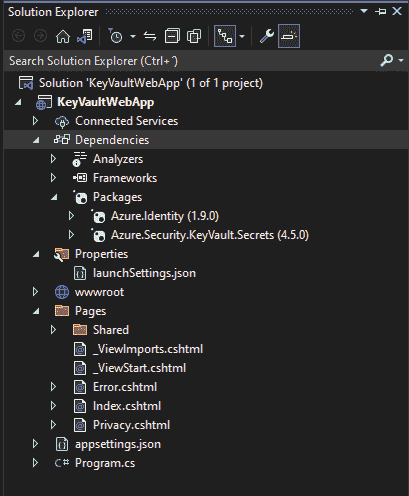 Solution Explorer
Search Solution Explorer (Ctrl+¨)
Solution 'KeyVaultWebApp' (1 of 1 project)
KeyVaultWebApp
Connected Services
Dependencies
Analyzers
Frameworks
Packages
Azure.Identity (1.9.0)
Azure.Security.KeyVault.Secrets (4.5.0)
Properties
launchSettings.json
wwwroot
Pages
Shared
_ViewImports.cshtml
_ViewStart.cshtml
Error.cshtml
Index.cshtml
Privacy.cshtml
appsettings.json
C# Program.cs